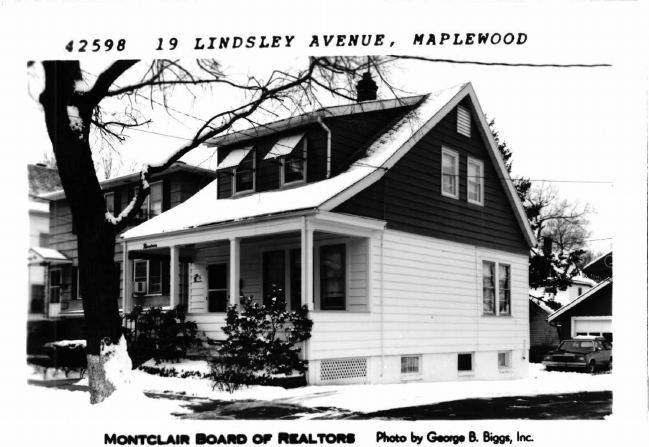 42598 19 LINDSLEY AVENUE, MAPLEWOOD
MONTCLAIR BOARD OF REALTORS Photo by George B. Biggs, Inc.